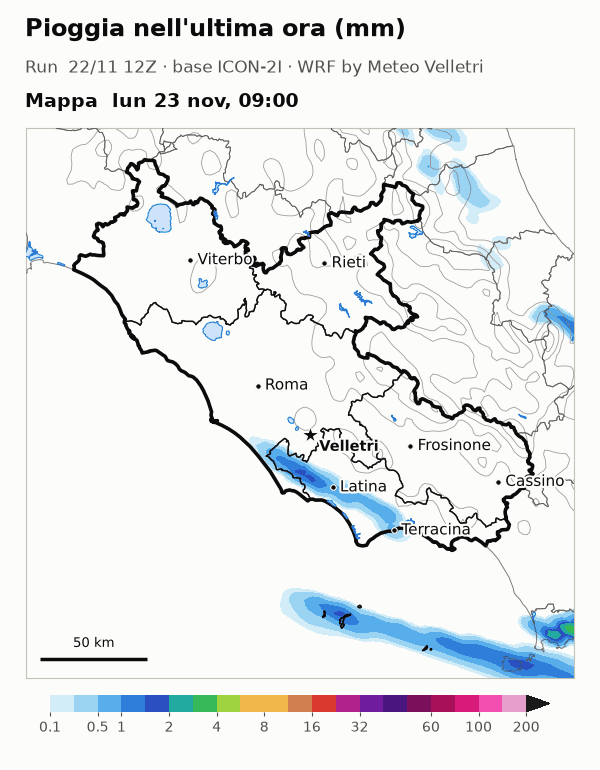 Pioggia nell'ultima ora (mm)
Run  22/11 12Z · base ICON-2I · WRF by Meteo Velletri
Mappa  lun 23 nov, 09:00
Viterbo
Rieti
Roma
Velletri
Frosinone
Latina
Cassino
Terracina
50 km
0.1 0.5 1 2 4 8 16 32 60 100 200